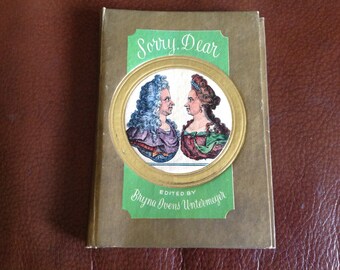 Sorry, Dear
EDITED BY
Bryna Ivens Untermeyer